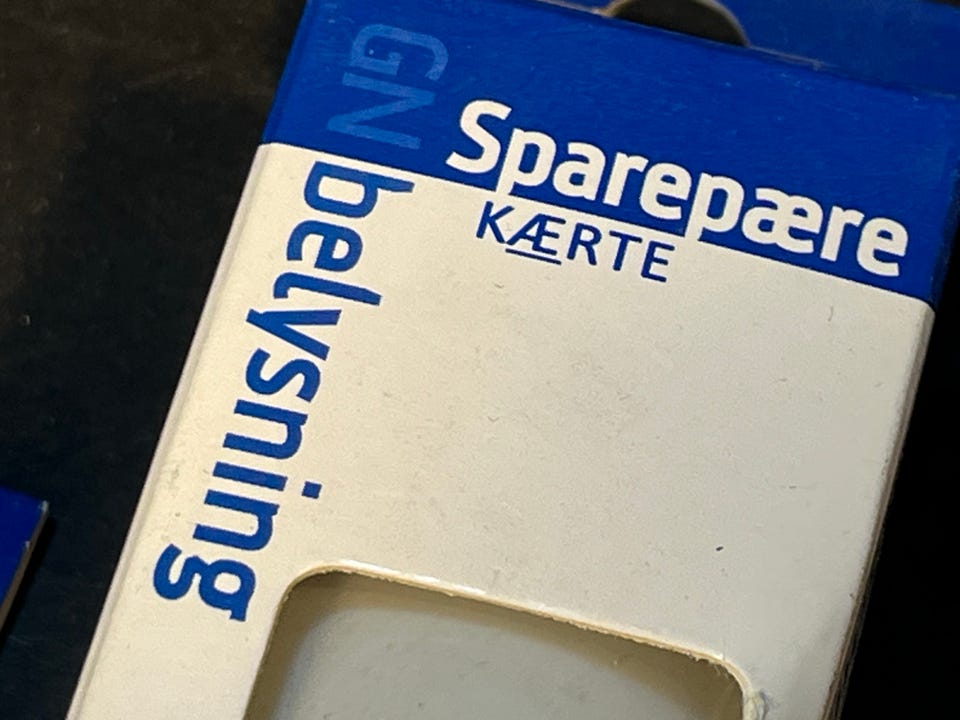 Sparepære
KÆRTE
GN belysning